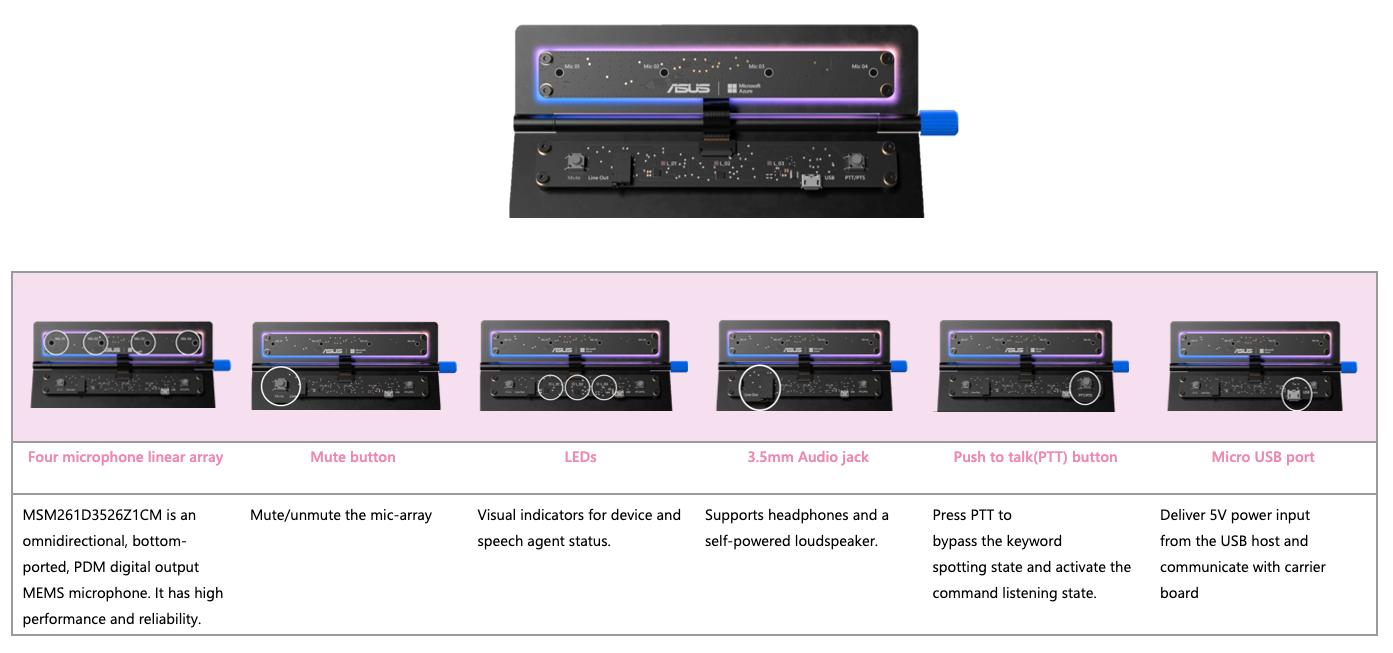 Mic 01
Mic 02
Mic 03
Mic 04
ASUS
Microsoft
Azure
L_01
L_02
L_03
Mute
Line Out
USB
PTT/PTS
Four microphone linear array
Mute button
LEDs
3.5mm Audio jack
Push to talk(PTT) button
Micro USB port
MSM261D3526Z1CM is an
omnidirectional, bottom-
ported, PDM digital output
MEMS microphone. It has high
performance and reliability.
Mute/unmute the mic-array
Visual indicators for device and
speech agent status.
Supports headphones and a
self-powered loudspeaker.
Press PTT to
bypass the keyword
spotting state and activate the
command listening state.
Deliver 5V power input
from the USB host and
communicate with carrier
board